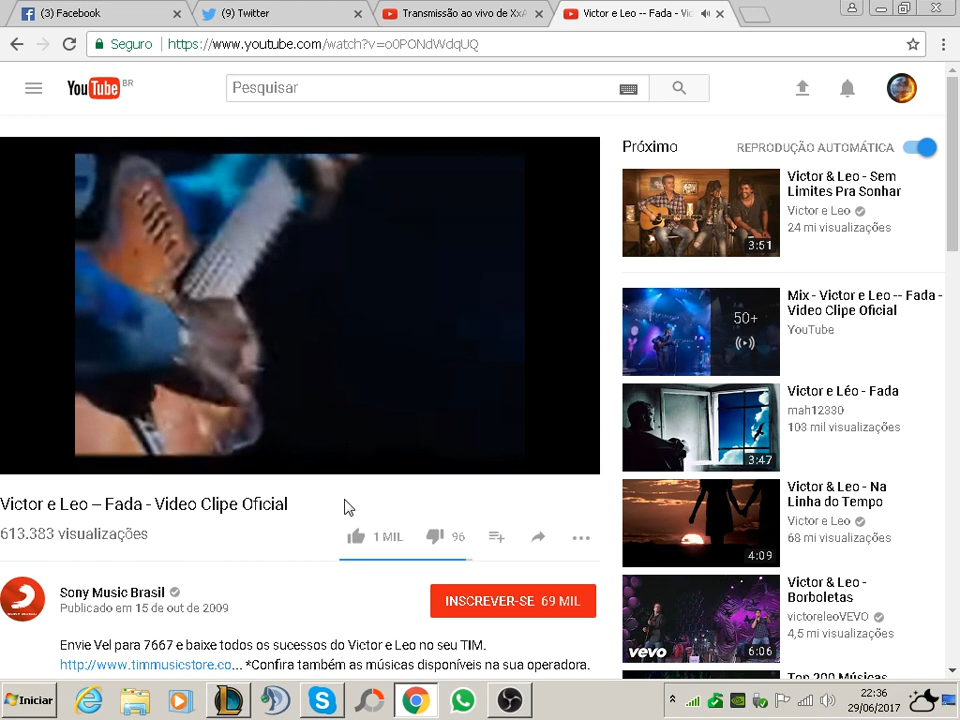 (3) Facebook
(9) Twitter
Transmissão ao vivo de XxA
Victor e Leo -- Fada - Vic
Seguro
https://www.youtube.com/watch?v=o0PONdWdqUQ
YouTube BR
Pesquisar
Próximo
REPRODUÇÃO AUTOMÁTICA
Victor & Leo - Sem
Limites Pra Sonhar
Victor e Leo
24 mi visualizações
3:51
Mix - Victor e Leo -- Fada -
Video Clipe Oficial
YouTube
50+
Victor e Léo - Fada
mah12330
103 mil visualizações
3:47
Victor & Leo - Na
Linha do Tempo
Victor e Leo
68 mi visualizações
4:09
Victor & Leo -
Borboletas
victoreleoVEVO
4,5 mi visualizações
vevo
6:06
Top 200 Músicas
Victor e Leo -- Fada - Video Clipe Oficial
613.383 visualizações
1 MIL
96
Sony Music Brasil
Publicado em 15 de out de 2009
INSCREVER-SE 69 MIL
Envie Vel para 7667 e baixe todos os sucessos do Victor e Leo no seu TIM.
http://www.timmusicstore.co... *Confira também as músicas disponíveis na sua operadora.
Iniciar
22:36
29/06/2017